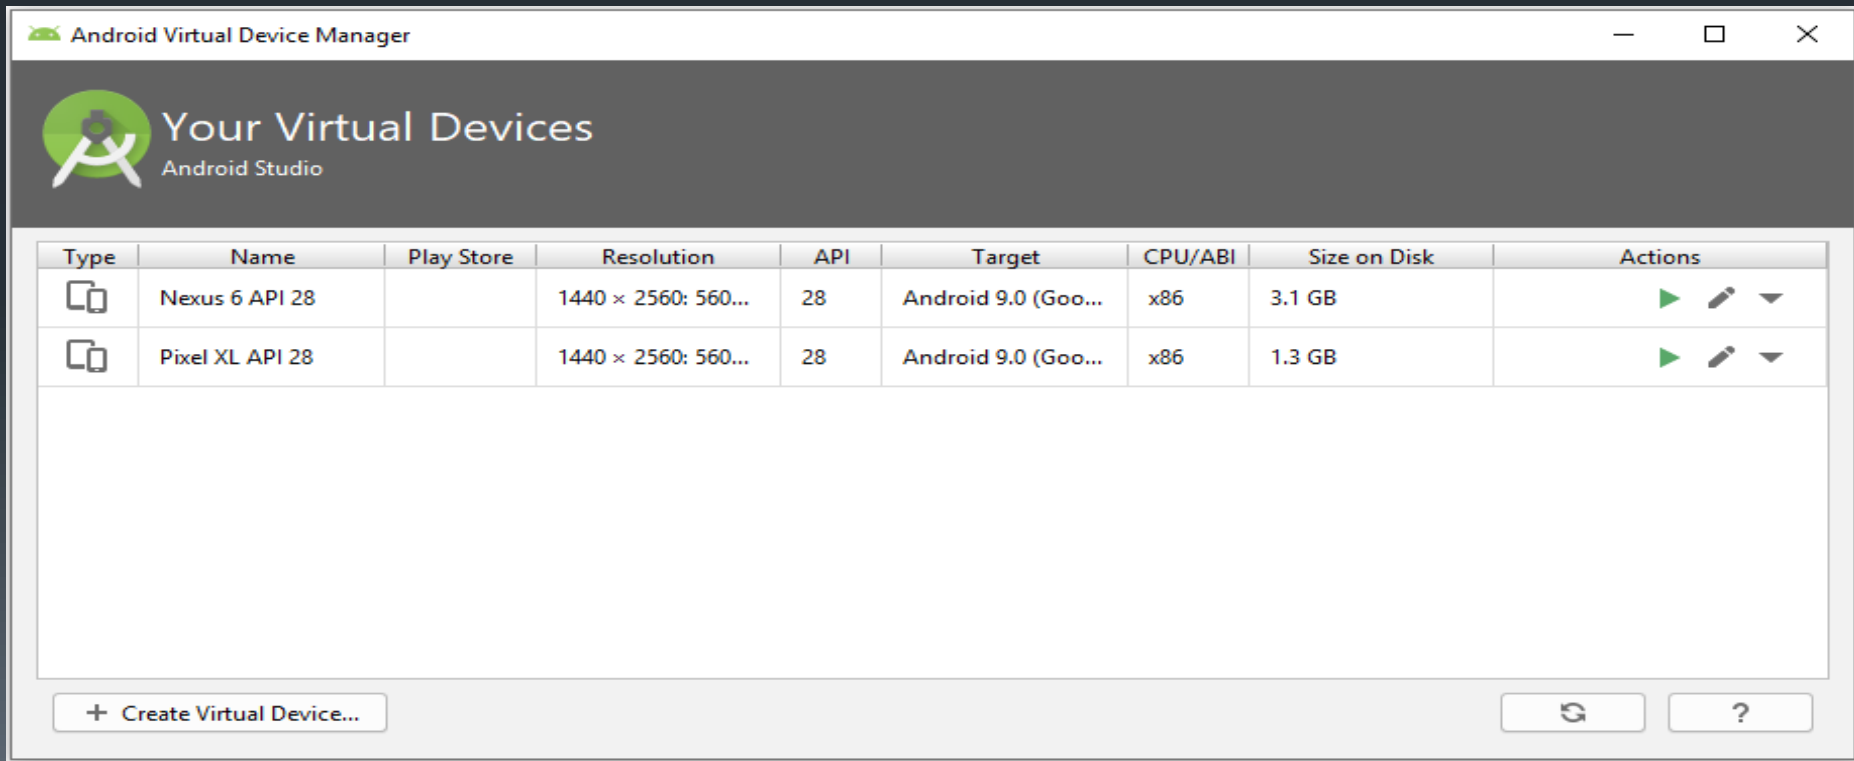 Android Virtual Device Manager
Your Virtual Devices
Android Studio
Type Name Play Store Resolution API Target CPU/ABI Size on Disk Actions
Nexus 6 API 28 1440 × 2560: 560... 28 Android 9.0 (Goo... x86 3.1 GB
Pixel XL API 28 1440 × 2560: 560... 28 Android 9.0 (Goo... x86 1.3 GB
+ Create Virtual Device... ?